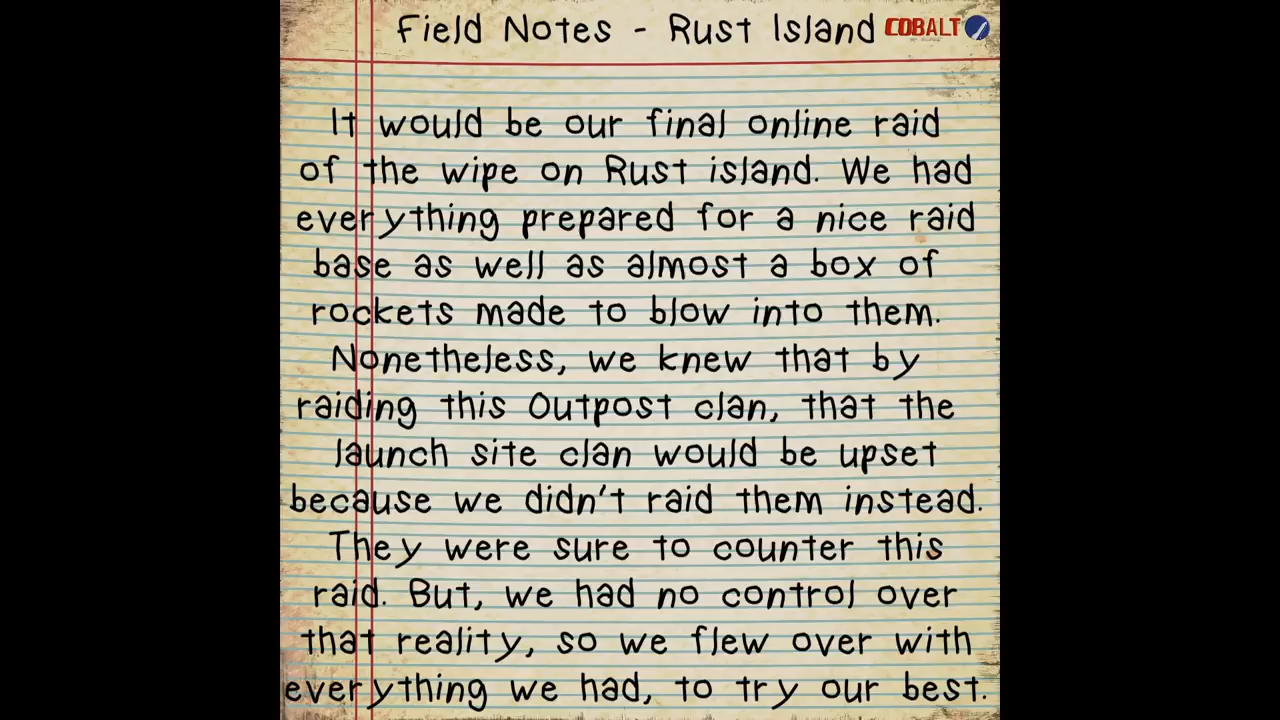 Field Notes - Rust Island COBALT
It would be our final online raid
of the wipe on Rust island. We had
everything prepared for a nice raid
base as well as almost a box of
rockets made to blow into them.
Nonetheless, we knew that by
raiding this Outpost clan, that the
launch site clan would be upset
because we didn't raid them instead.
They were sure to counter this
raid. But, we had no control over
that reality, so we flew over with
everything we had, to try our best.